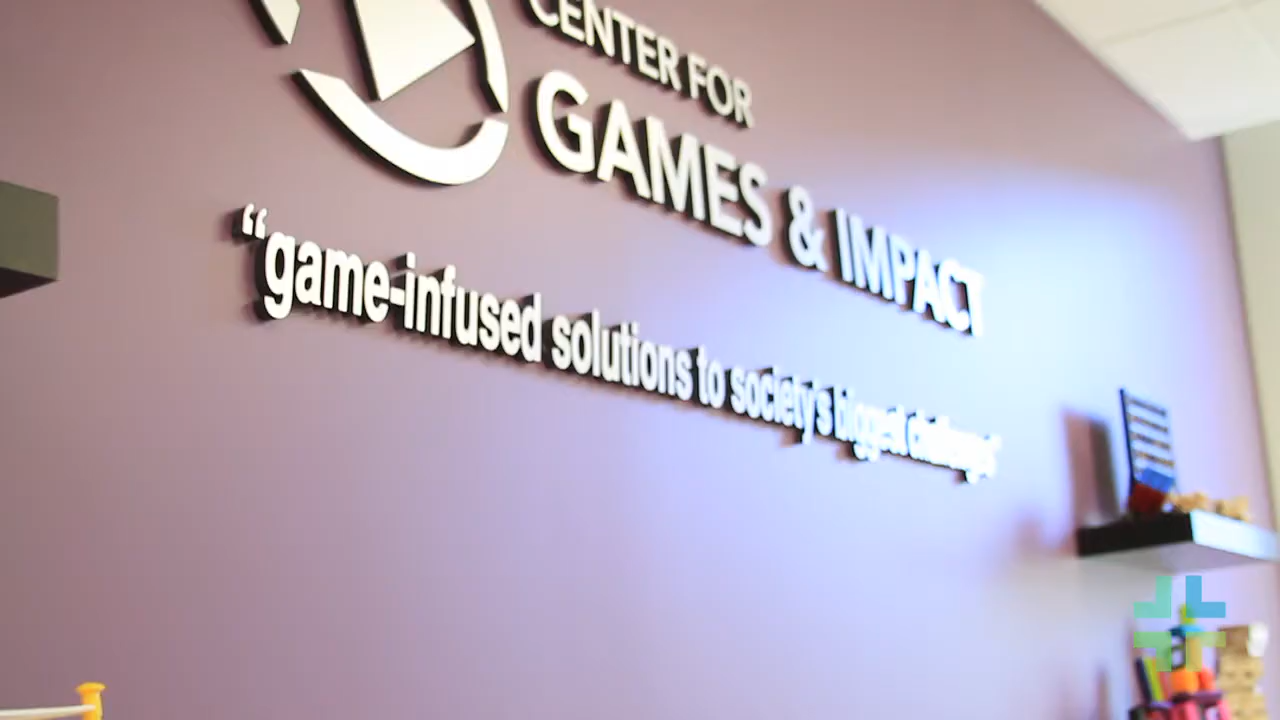 CENTER FOR
GAMES & IMPACT
“game-infused solutions to society's biggest challenges”